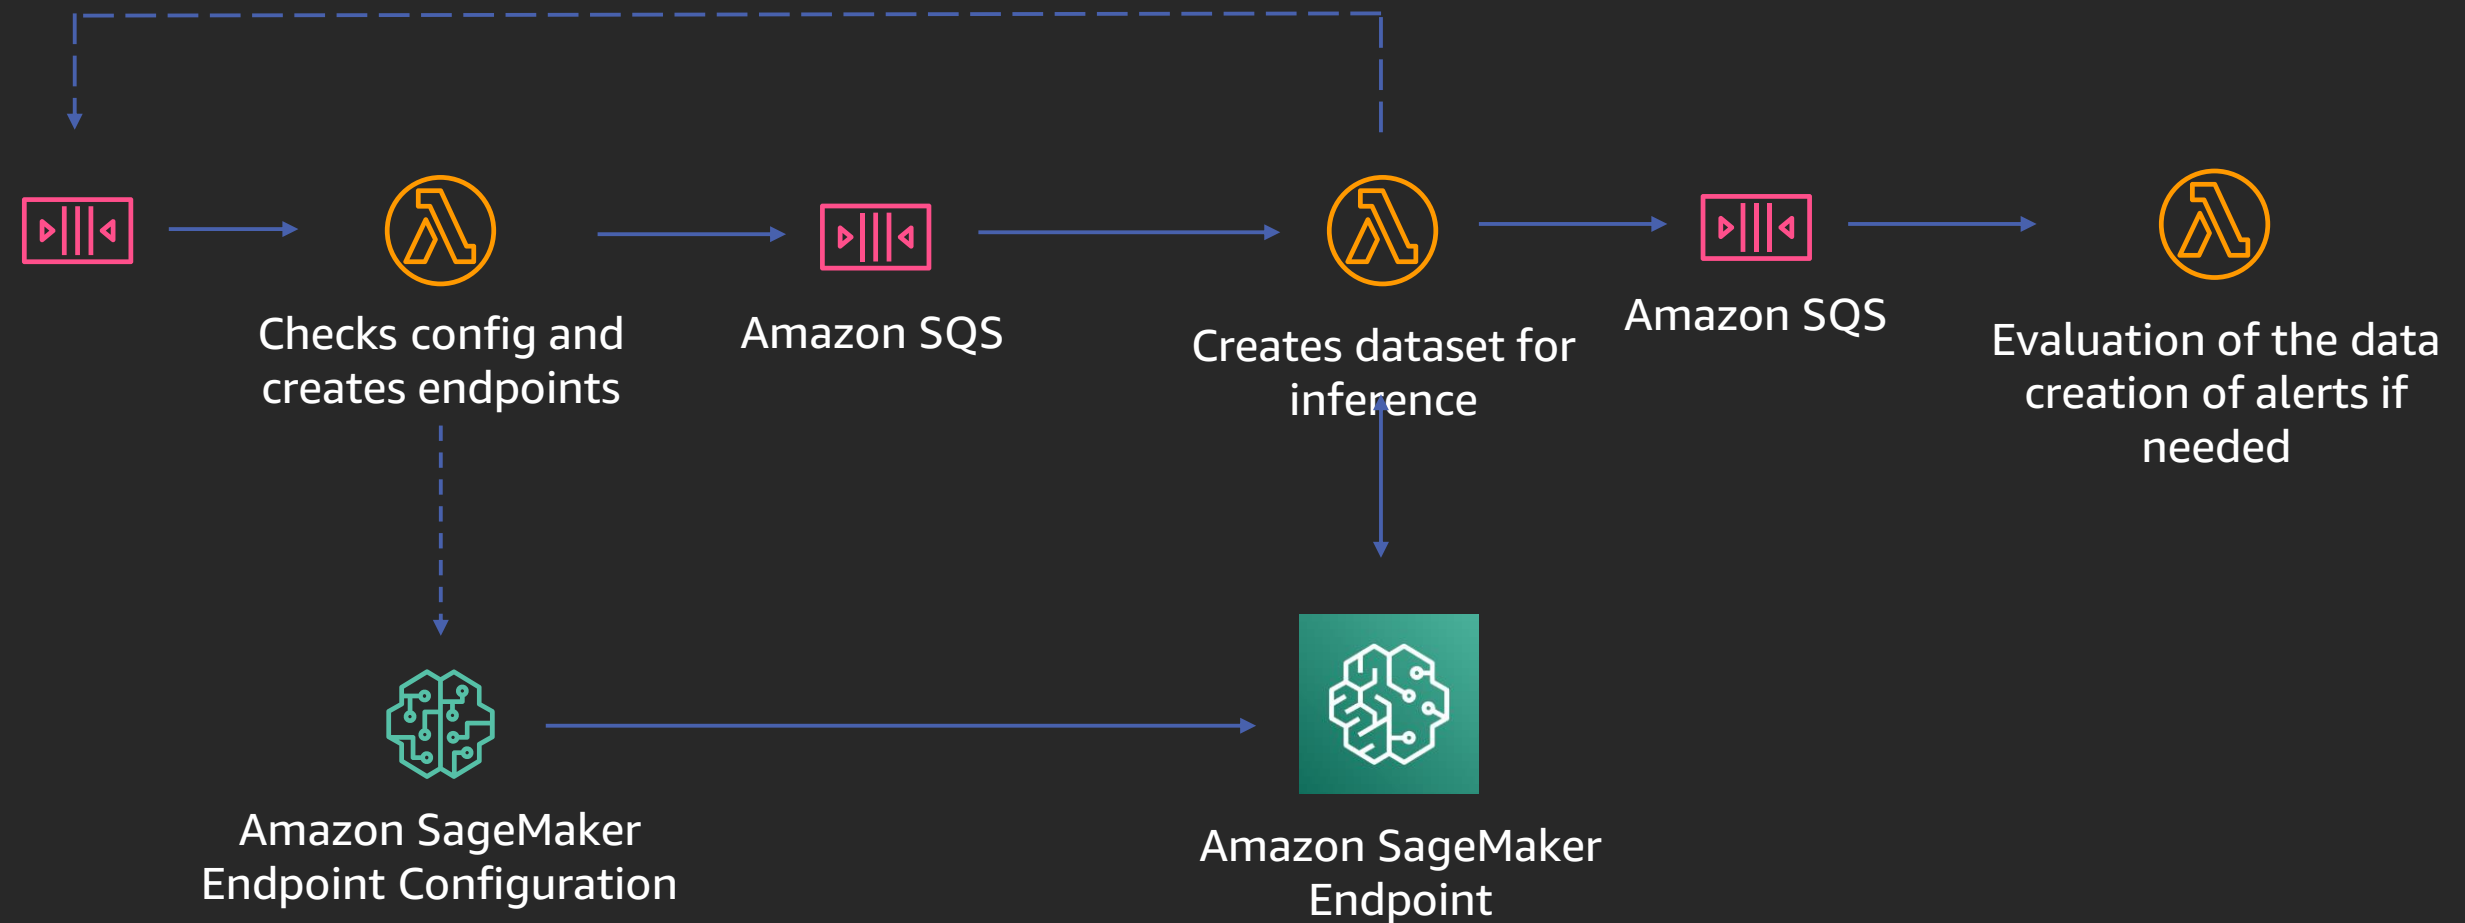 Checks config and
creates endpoints
Amazon SQS
Creates dataset for
inference
Amazon SQS
Evaluation of the data
creation of alerts if
needed
Amazon SageMaker
Endpoint Configuration
Amazon SageMaker
Endpoint